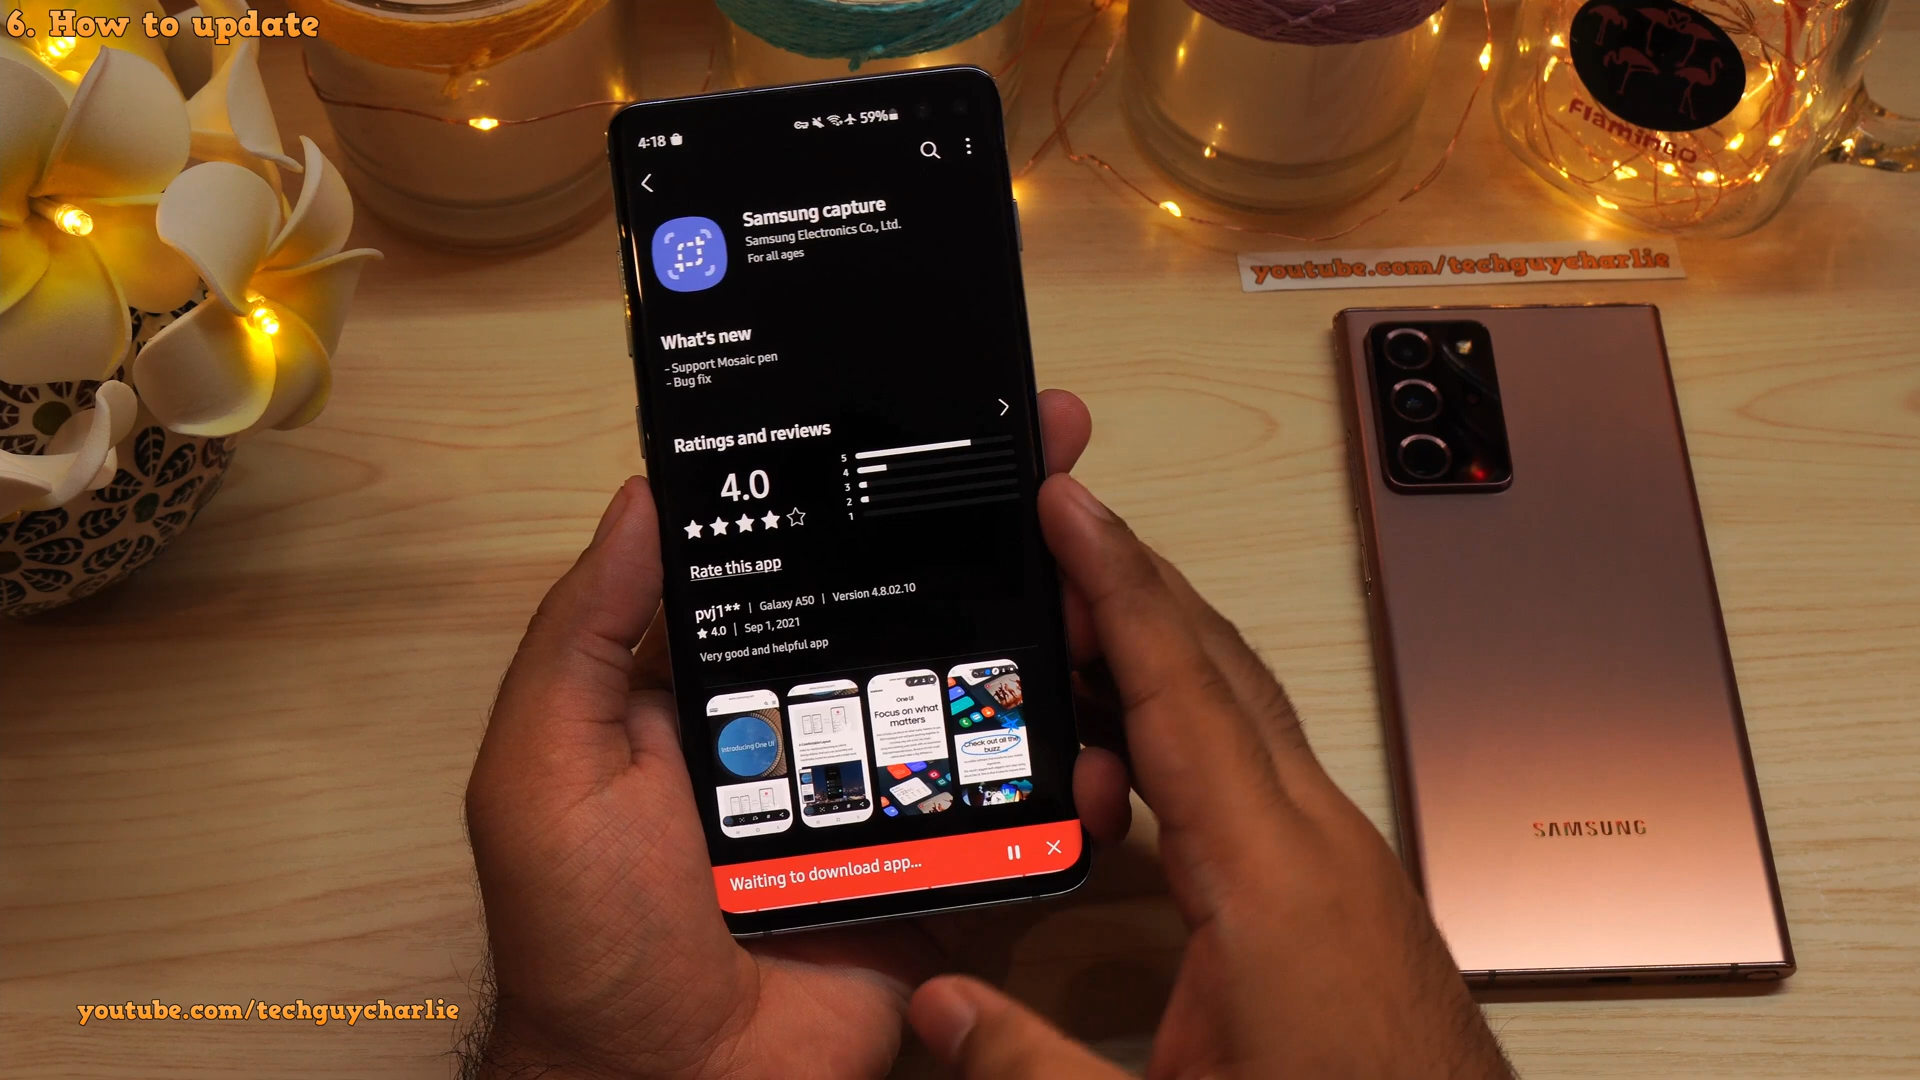 6. How to update
4:18
59%
Samsung capture
Samsung Electronics Co., Ltd.
For all ages
What's new
- Support Mosaic pen
- Bug fix
Ratings and reviews
4.0
5
4
3
2
1
Rate this app
pvj1** | Galaxy A50 | Version 4.8.02.10
★ 4.0 | Sep 1, 2021
Very good and helpful app
Introducing One UI
One UI
Focus on what
matters
Check out all the
buzz
Waiting to download app...
Flamingo
youtube.com/techguycharlie
SAMSUNG
youtube.com/techguycharlie